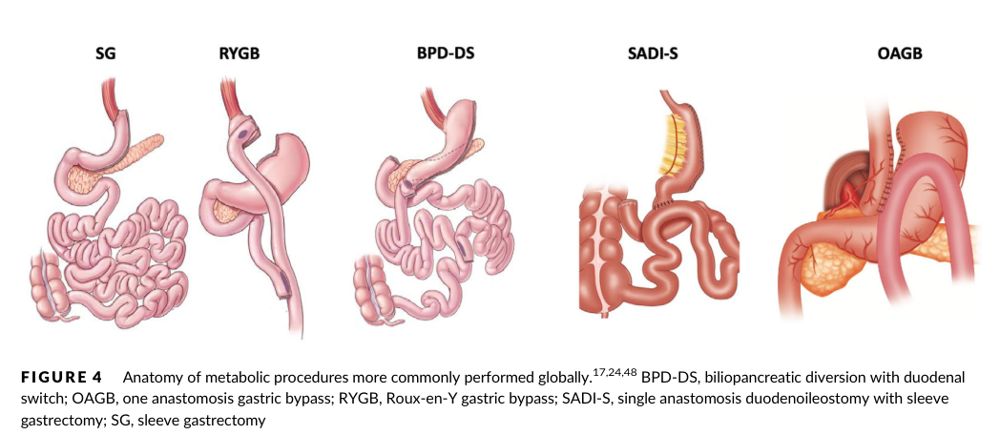 SG RYGB BPD-DS SADI-S OAGB
FIGURE 4 Anatomy of metabolic procedures more commonly performed globally.17,24,48 BPD-DS, biliopancreatic diversion with duodenal
switch; OAGB, one anastomosis gastric bypass; RYGB, Roux-en-Y gastric bypass; SADI-S, single anastomosis duodenoileostomy with sleeve
gastrectomy; SG, sleeve gastrectomy